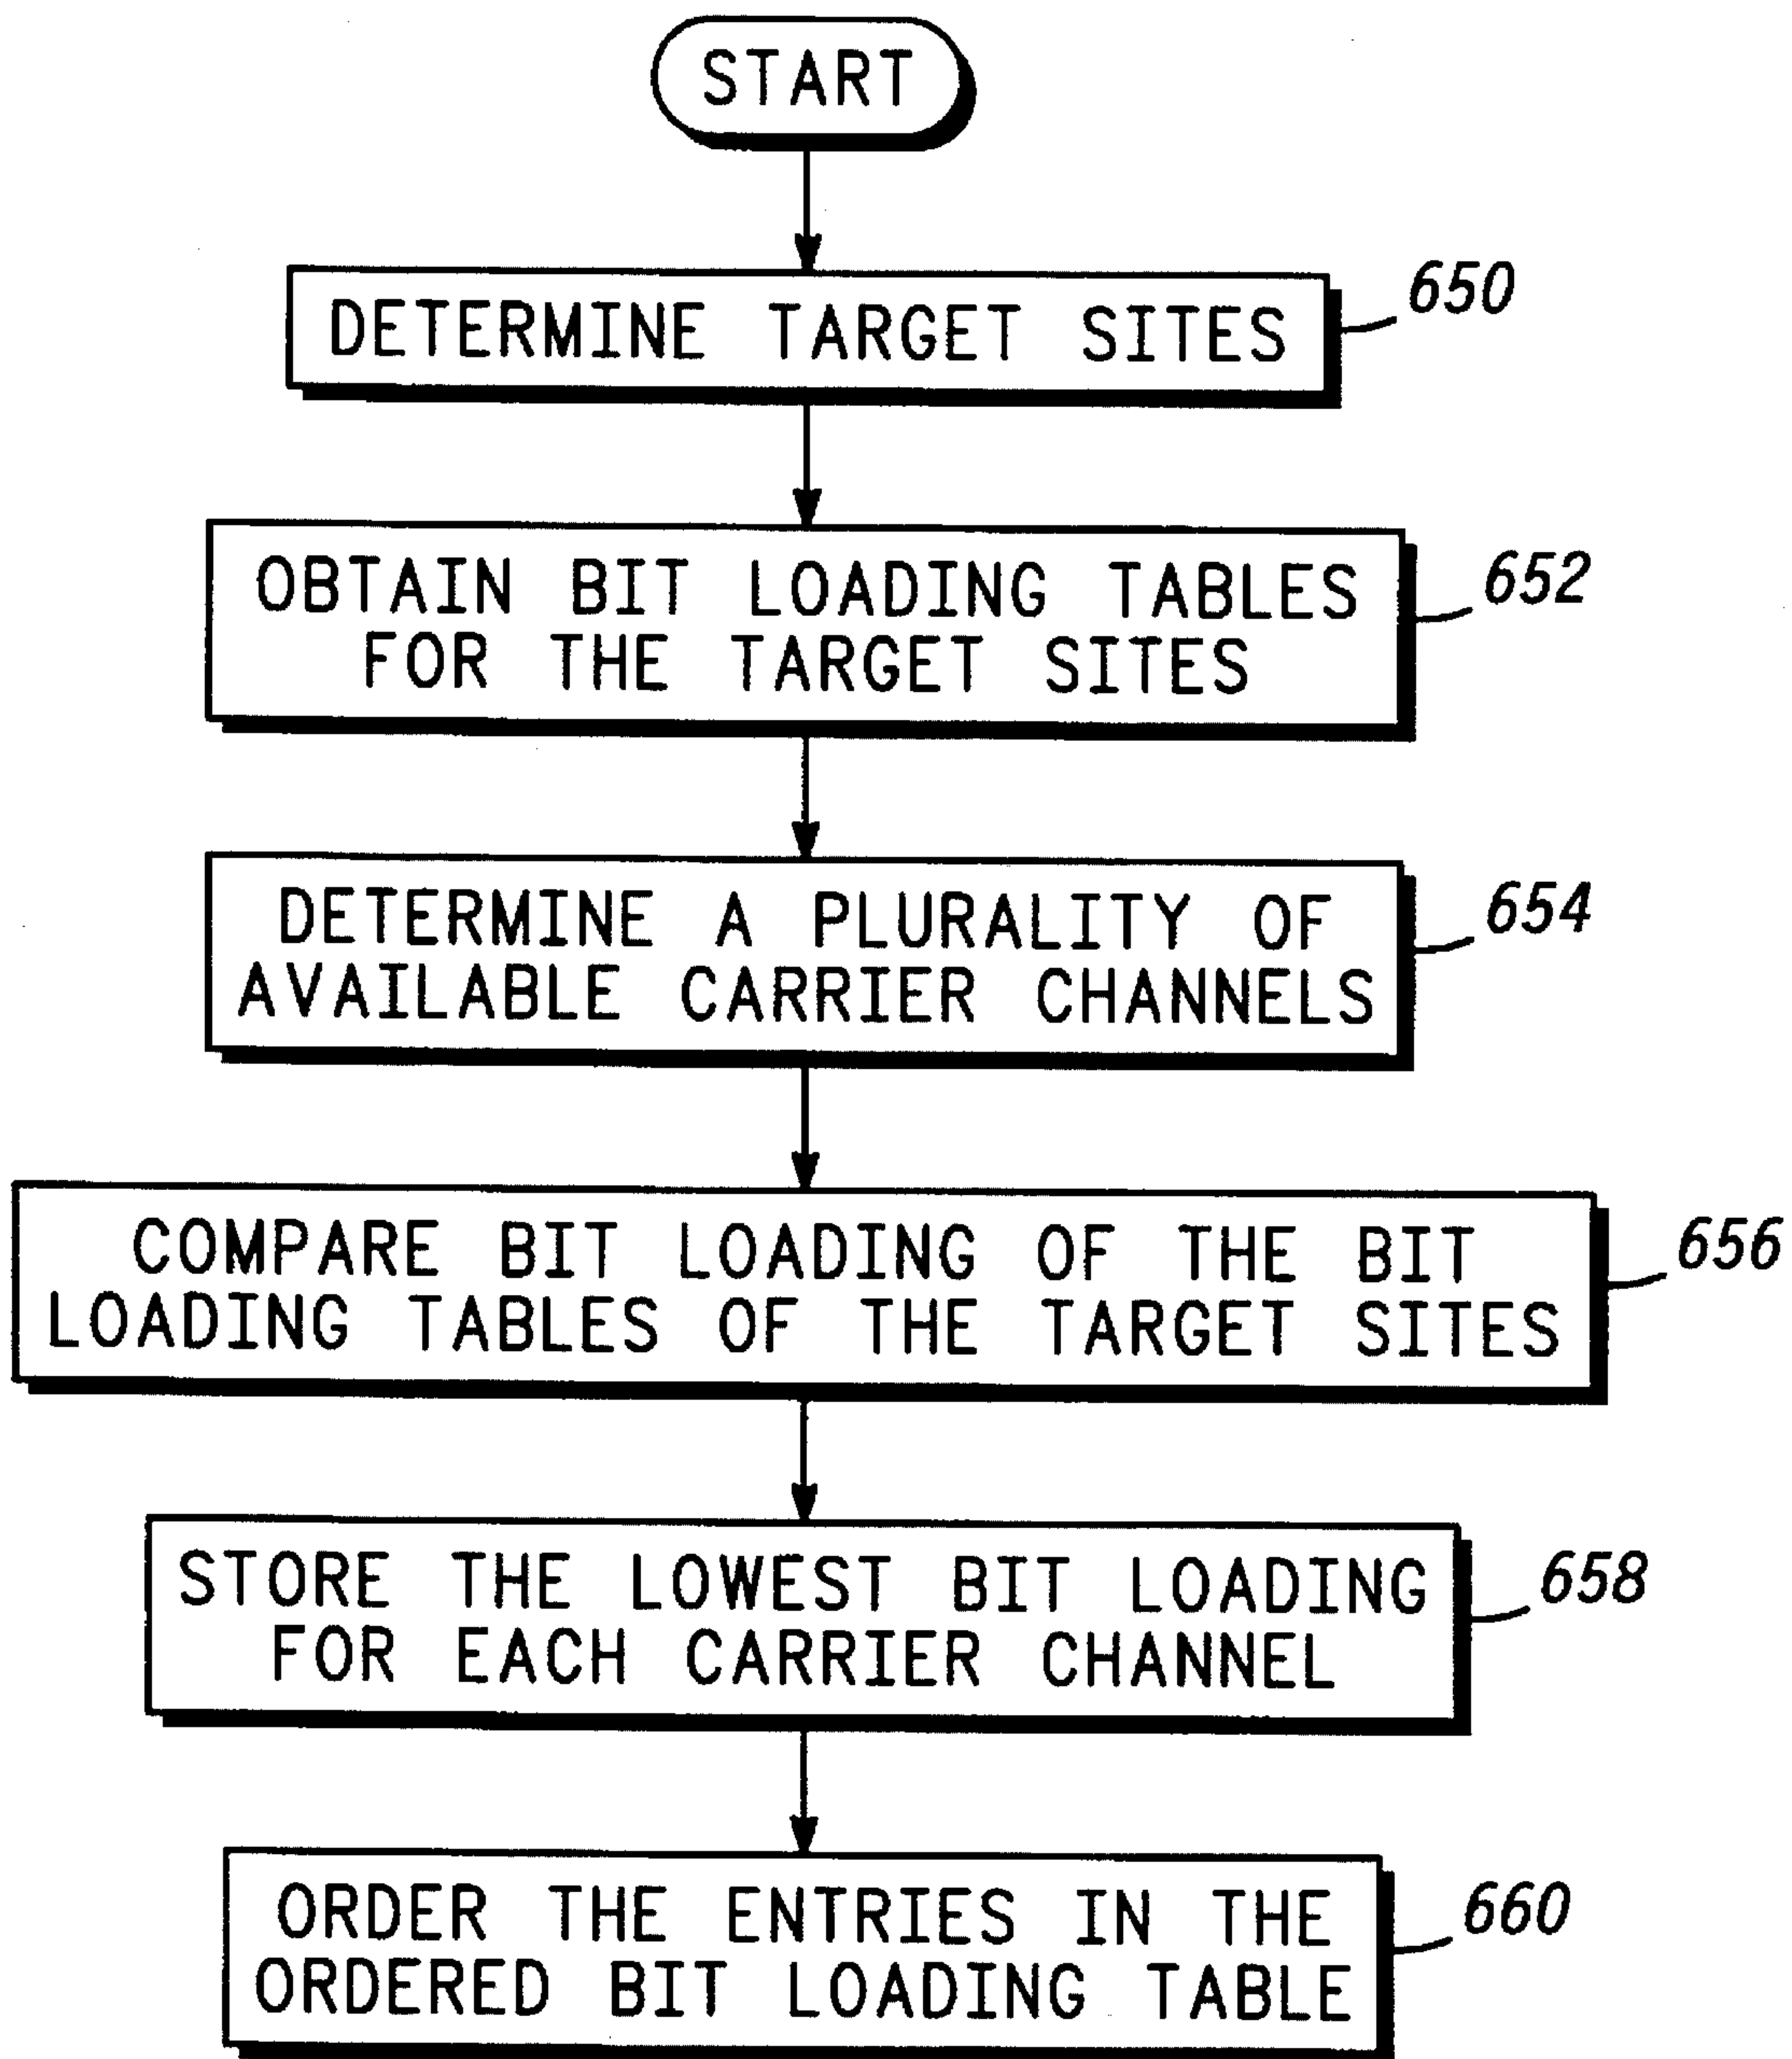 START
DETERMINE TARGET SITES
650
OBTAIN BIT LOADING TABLES
FOR THE TARGET SITES
652
DETERMINE A PLURALITY OF
AVAILABLE CARRIER CHANNELS
654
COMPARE BIT LOADING OF THE BIT
LOADING TABLES OF THE TARGET SITES
656
STORE THE LOWEST BIT LOADING
FOR EACH CARRIER CHANNEL
658
ORDER THE ENTRIES IN THE
ORDERED BIT LOADING TABLE
660